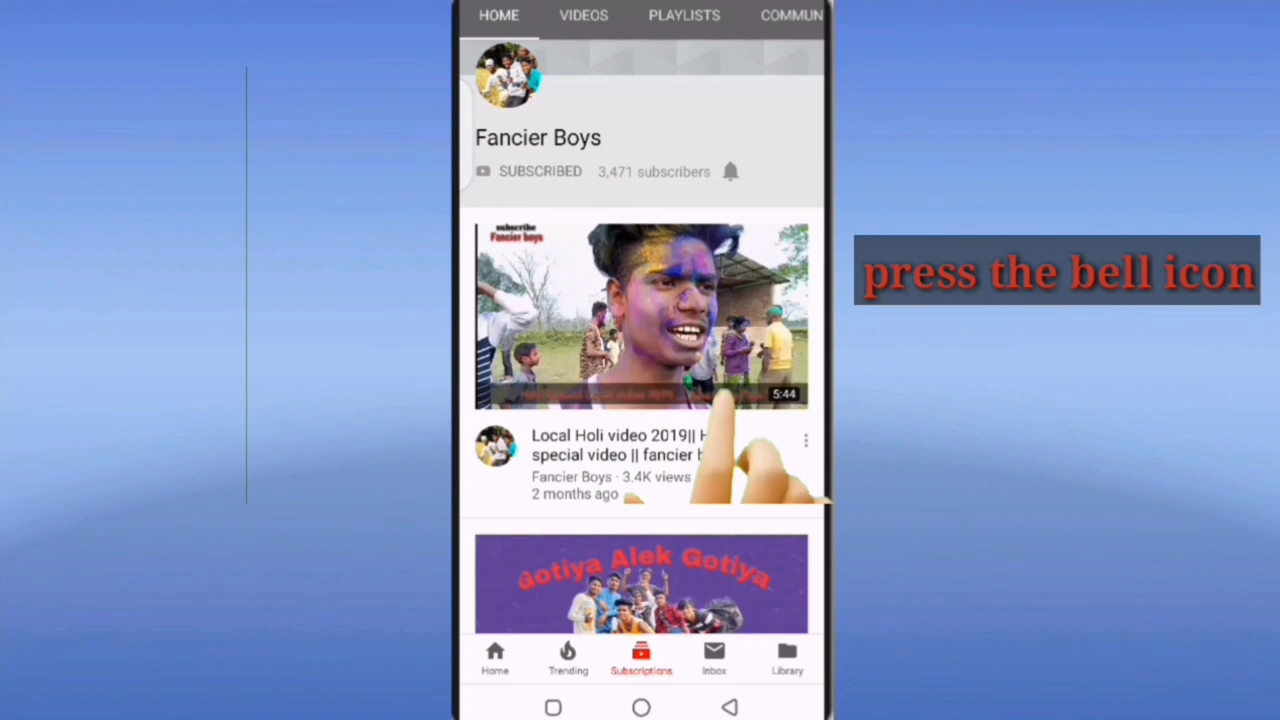 HOME VIDEOS PLAYLISTS COMMUN
Fancier Boys
SUBSCRIBED 3,471 subscribers
press the bell icon
subscribe
Fancier boys
5:44
Local Holi video 2019|| H
special video || fancier b
Fancier Boys · 3.4K views
2 months ago
Gotiya Alek Gotiya
Home Trending Subscriptions Inbox Library